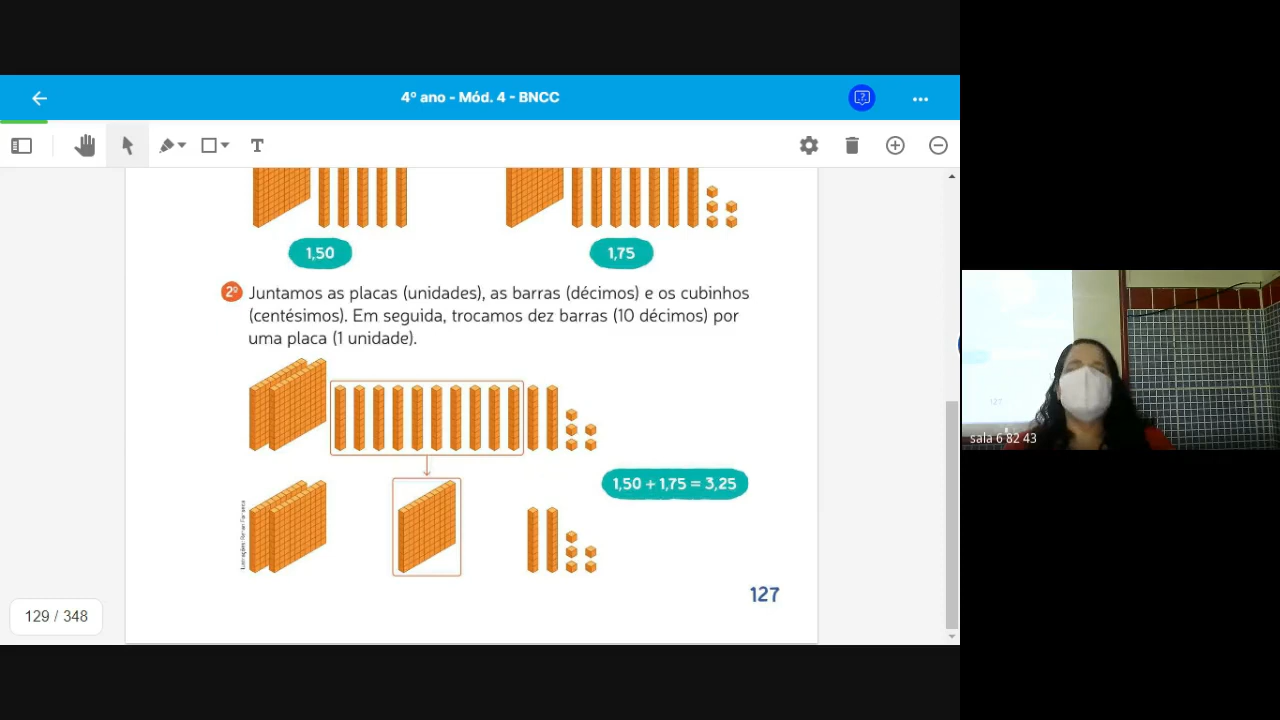 4º ano - Mód. 4 - BNCC
T
1,50
1,75
2º Juntamos as placas (unidades), as barras (décimos) e os cubinhos
(centésimos). Em seguida, trocamos dez barras (10 décimos) por
uma placa (1 unidade).
1,50 + 1,75 = 3,25
127
129 / 348
127
sala 6 82 43